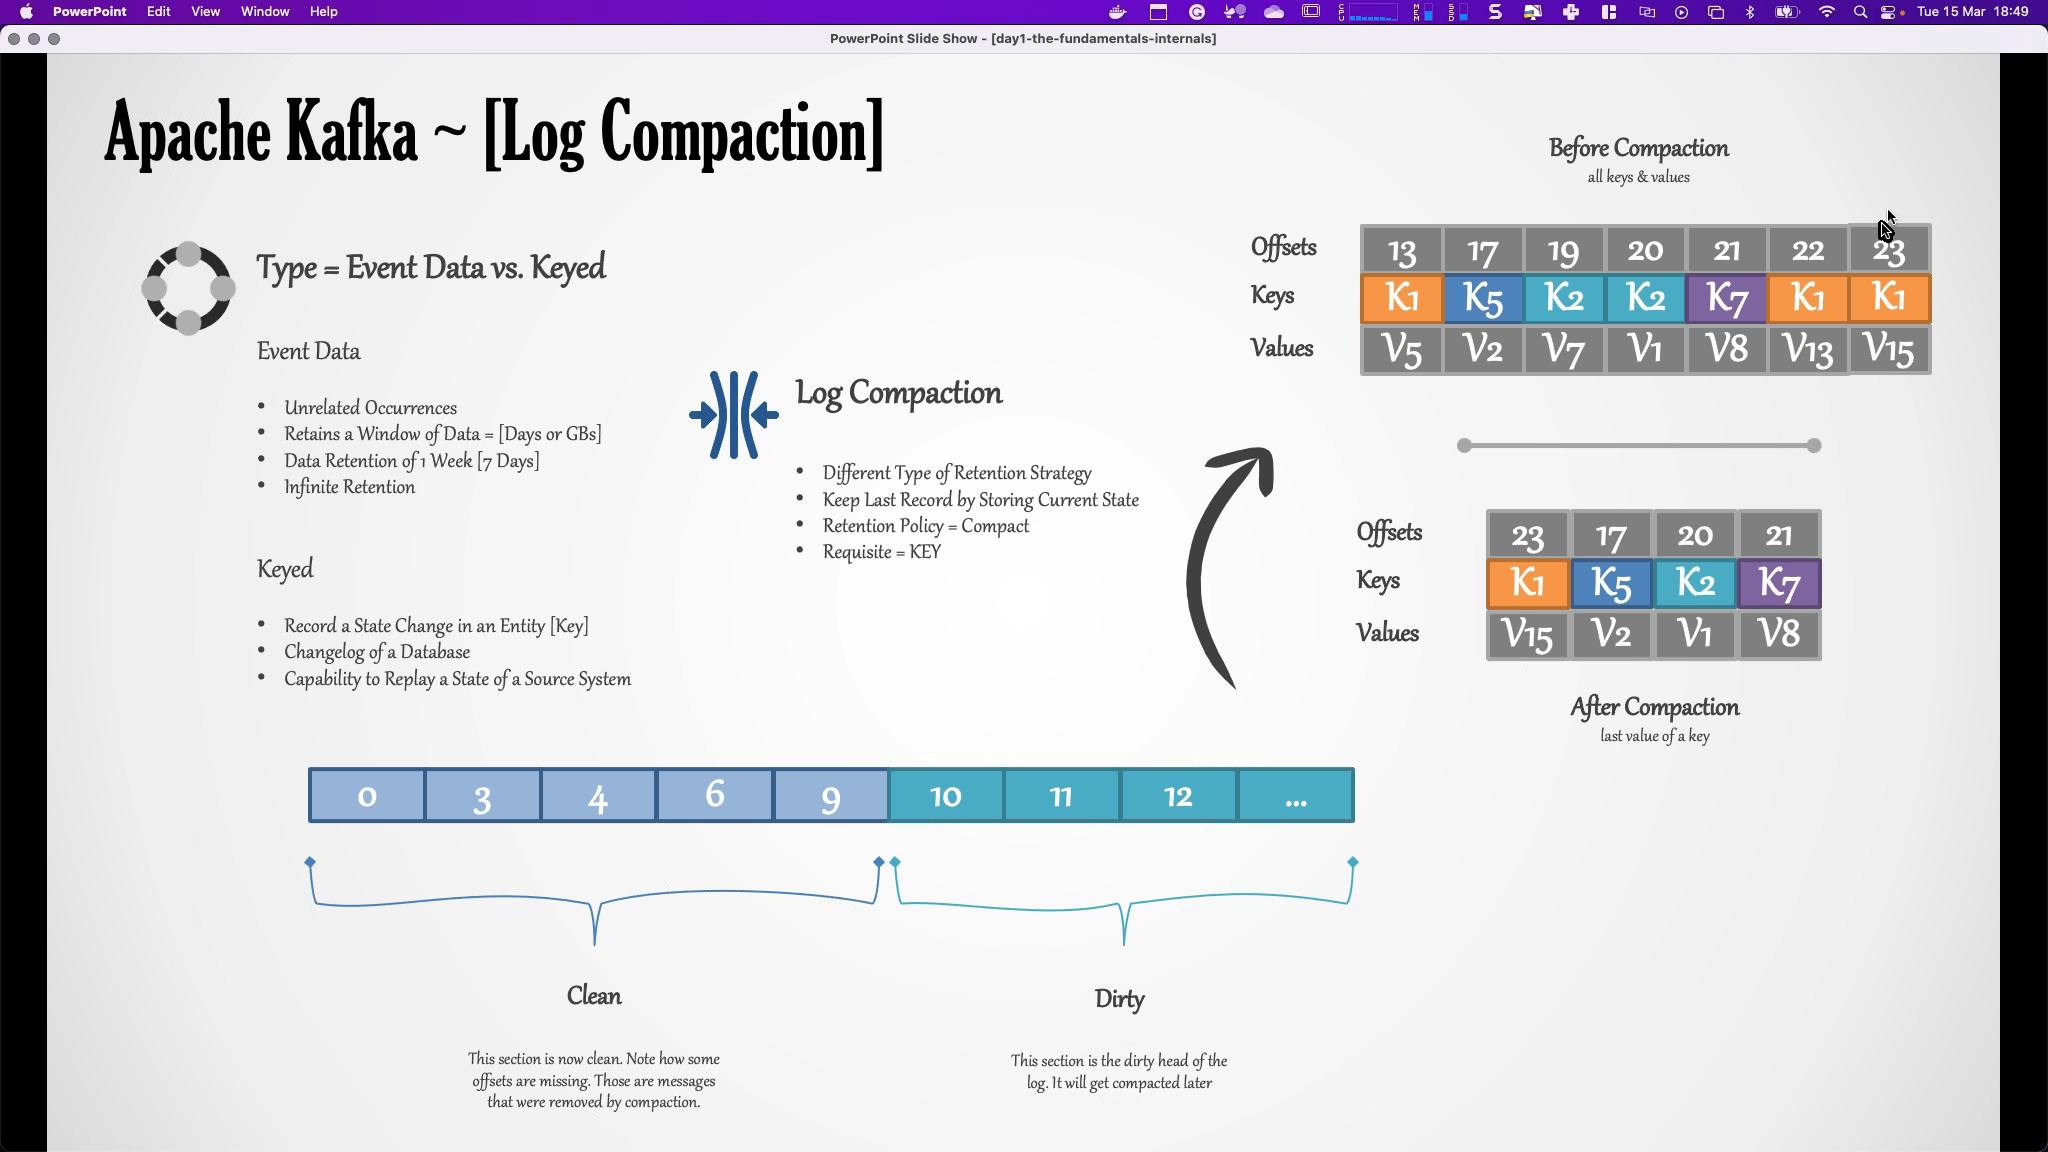 PowerPoint Edit View Window Help
Tue 15 Mar 18:49
PowerPoint Slide Show - [day1-the-fundamentals-internals]
Apache Kafka ~ [Log Compaction]
Type = Event Data vs. Keyed
Event Data
• Unrelated Occurrences
• Retains a Window of Data = [Days or GBs]
• Data Retention of 1 Week [7 Days]
• Infinite Retention
Keyed
• Record a State Change in an Entity [Key]
• Changelog of a Database
• Capability to Replay a State of a Source System
Log Compaction
• Different Type of Retention Strategy
• Keep Last Record by Storing Current State
• Retention Policy = Compact
• Requisite = KEY
Before Compaction
all keys & values
Offsets 13 17 19 20 21 22 23
Keys K1 K5 K2 K2 K7 K1 K1
Values V5 V2 V7 V1 V8 V13 V15
Offsets 23 17 20 21
Keys K1 K5 K2 K7
Values V15 V2 V1 V8
After Compaction
last value of a key
0 3 4 6 9 10 11 12 ...
Clean
This section is now clean. Note how some
offsets are missing. Those are messages
that were removed by compaction.
Dirty
This section is the dirty head of the
log. It will get compacted later